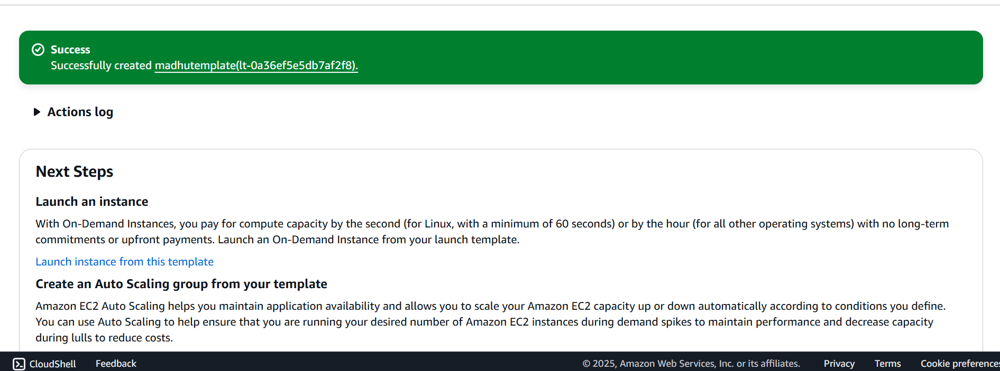 Success
Successfully created madhutemplate(lt-0a36ef5e5db7af2f8).
Actions log
Next Steps
Launch an instance
With On-Demand Instances, you pay for compute capacity by the second (for Linux, with a minimum of 60 seconds) or by the hour (for all other operating systems) with no long-term
commitments or upfront payments. Launch an On-Demand Instance from your launch template.
Launch instance from this template
Create an Auto Scaling group from your template
Amazon EC2 Auto Scaling helps you maintain application availability and allows you to scale your Amazon EC2 capacity up or down automatically according to conditions you define.
You can use Auto Scaling to help ensure that you are running your desired number of Amazon EC2 instances during demand spikes to maintain performance and decrease capacity
during lulls to reduce costs.
CloudShell Feedback © 2025, Amazon Web Services, Inc. or its affiliates. Privacy Terms Cookie preferences